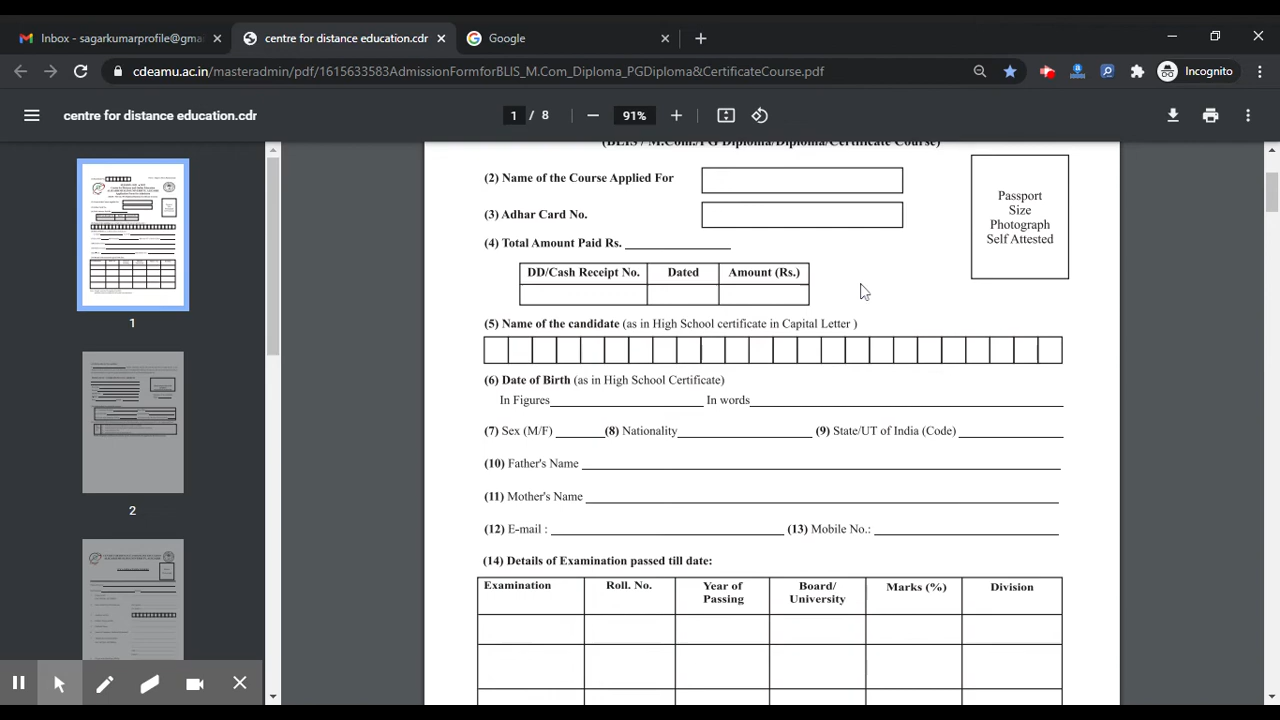 Inbox - sagarkumarprofile@gma
centre for distance education.cdr
Google
cdeamu.ac.in/masteradmin/pdf/1615633583AdmissionFormforBLIS_M.Com_Diploma_PGDiploma&CertificateCourse.pdf
Incognito
centre for distance education.cdr
1 / 8
91%
(BLIS / M.Com./PG Diploma/Diploma/Certificate Course)
(2) Name of the Course Applied For
Passport
Size
Photograph
Self Attested
(3) Adhar Card No.
(4) Total Amount Paid Rs.
DD/Cash Receipt No. Dated Amount (Rs.)
(5) Name of the candidate (as in High School certificate in Capital Letter )
(6) Date of Birth (as in High School Certificate)
In Figures In words
(7) Sex (M/F) (8) Nationality (9) State/UT of India (Code)
(10) Father's Name
(11) Mother's Name
(12) E-mail : (13) Mobile No.:
(14) Details of Examination passed till date:
Examination Roll. No. Year of Passing Board/ University Marks (%) Division
1
2